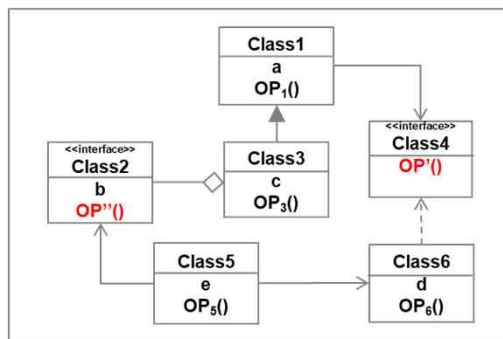 Class1
a
OP₁()
<<interface>>
Class2
b
OP''()
Class3
c
OP₃()
<<interface>>
Class4
OP'()
Class5
e
OP₅()
Class6
d
OP₆()